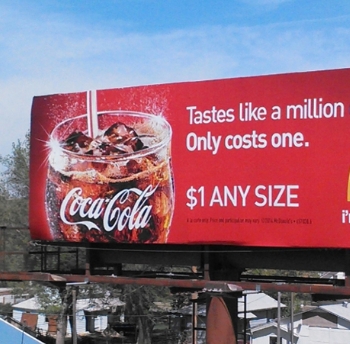 Tastes like a million
Only costs one.
Coca-Cola
$1 ANY SIZE
i'